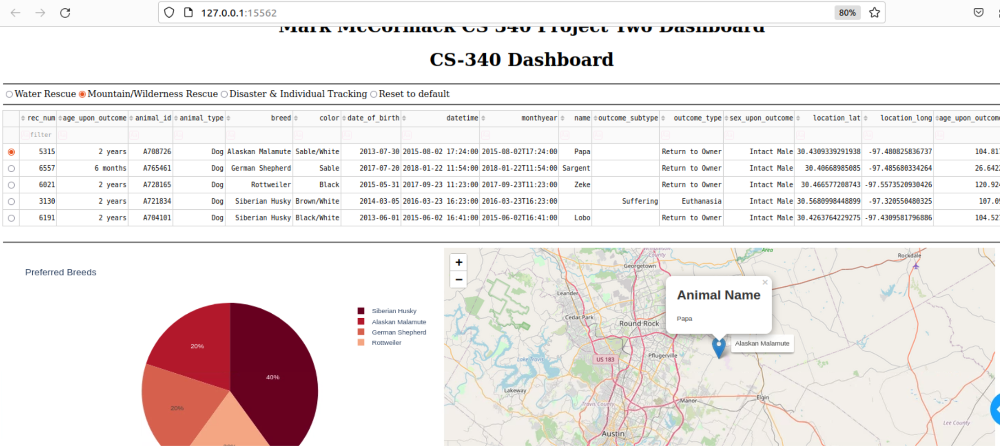 127.0.0.1:15562 80%
Mark McCormack CS 340 Project Two Dashboard
CS-340 Dashboard
Water Rescue Mountain/Wilderness Rescue Disaster & Individual Tracking Reset to default
rec_num age_upon_outcome animal_id animal_type breed color date_of_birth datetime monthyear name outcome_subtype outcome_type sex_upon_outcome location_lat location_long age_upon_outcome
filter
5315 2 years A708726 Dog Alaskan Malamute Sable/White 2013-07-30 2015-08-02 17:24:00 2015-08-02T17:24:00 Papa Return to Owner Intact Male 30.4309339291938 -97.480825836737 104.817
6557 6 months A765461 Dog German Shepherd Sable 2017-07-20 2018-01-22 11:54:00 2018-01-22T11:54:00 Sargent Return to Owner Intact Male 30.40668985085 -97.485680334264 26.642
6021 2 years A728165 Dog Rottweiler Black 2015-05-31 2017-09-23 11:23:00 2017-09-23T11:23:00 Zeke Return to Owner Intact Male 30.466577208743 -97.5573520930426 120.924
3130 2 years A721834 Dog Siberian Husky Brown/White 2014-03-05 2016-03-23 16:23:00 2016-03-23T16:23:00 Suffering Euthanasia Intact Male 30.5680998448899 -97.320550480325 107.09
6191 2 years A704101 Dog Siberian Husky Black/White 2013-06-01 2015-06-02 16:41:00 2015-06-02T16:41:00 Lobo Return to Owner Intact Male 30.4263764229275 -97.4309581796886 104.527
Preferred Breeds
Siberian Husky
Alaskan Malamute
German Shepherd
Rottweiler
20%
40%
20%
+
−
Williamson
County
Area
Rockdale
Georgetown
Leander
Animal Name
Papa
Cedar Park
Round Rock
Alaskan Malamute
Pflugerville
Lake Travis
US 183
Lakeway
Elgin
Manor
Travis County
Lee County
Austin